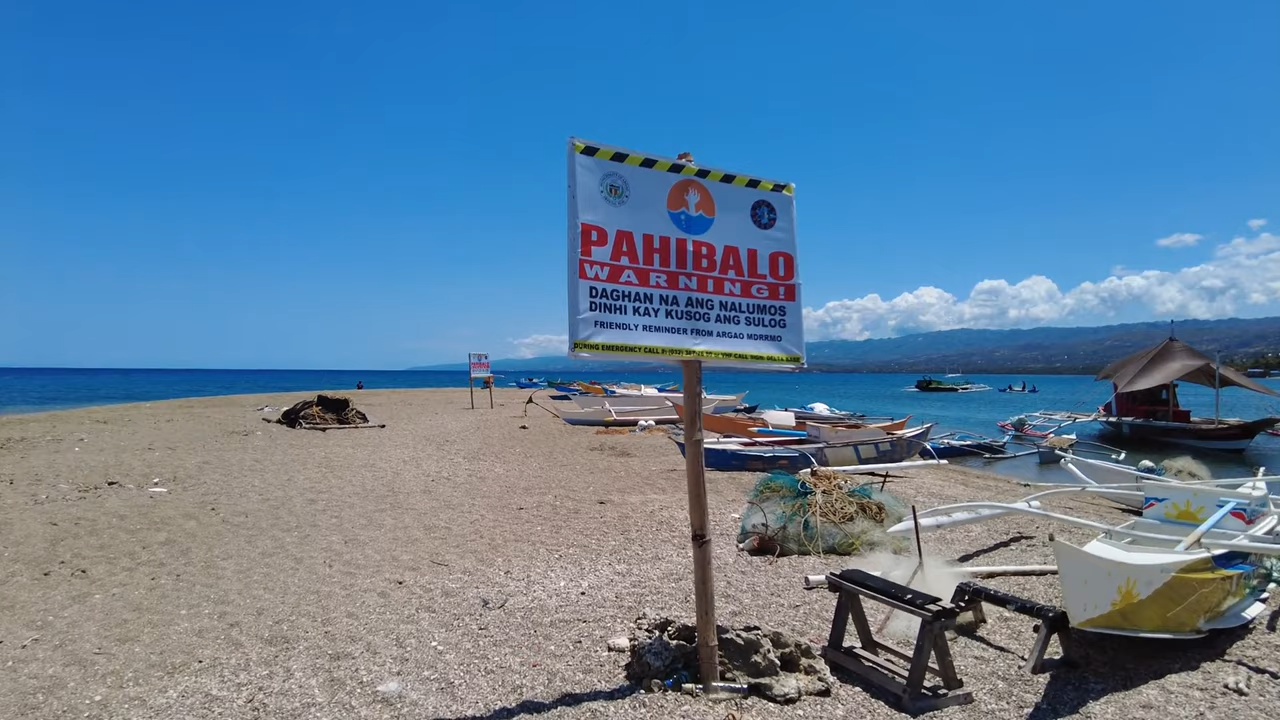 PAHIBALO
WARNING!
DAGHAN NA ANG NALUMOS
DINHI KAY KUSOG ANG SULOG
FRIENDLY REMINDER FROM ARGAO MDRRMO
DURING EMERGENCY CALL